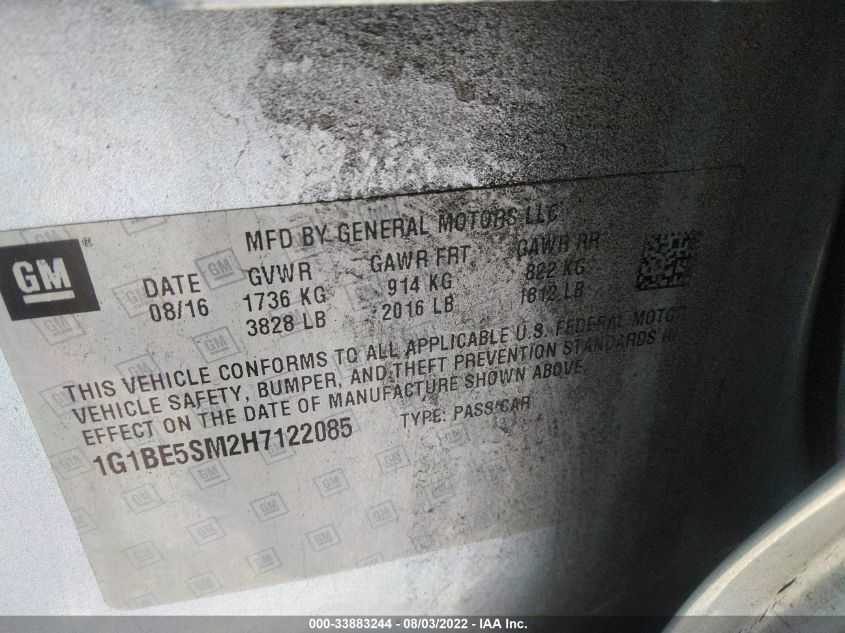 GM®
MFD BY GENERAL MOTORS LLC
DATE GVWR GAWR FRT GAWR RR
08/16 1736 KG 914 KG 822 KG
3828 LB 2016 LB 1812 LB
THIS VEHICLE CONFORMS TO ALL APPLICABLE U.S. FEDERAL MOTOR
VEHICLE SAFETY, BUMPER, AND THEFT PREVENTION STANDARDS IN
EFFECT ON THE DATE OF MANUFACTURE SHOWN ABOVE.
1G1BE5SM2H7122085 TYPE: PASS CAR
000-33883244 - 08/03/2022 - IAA Inc.